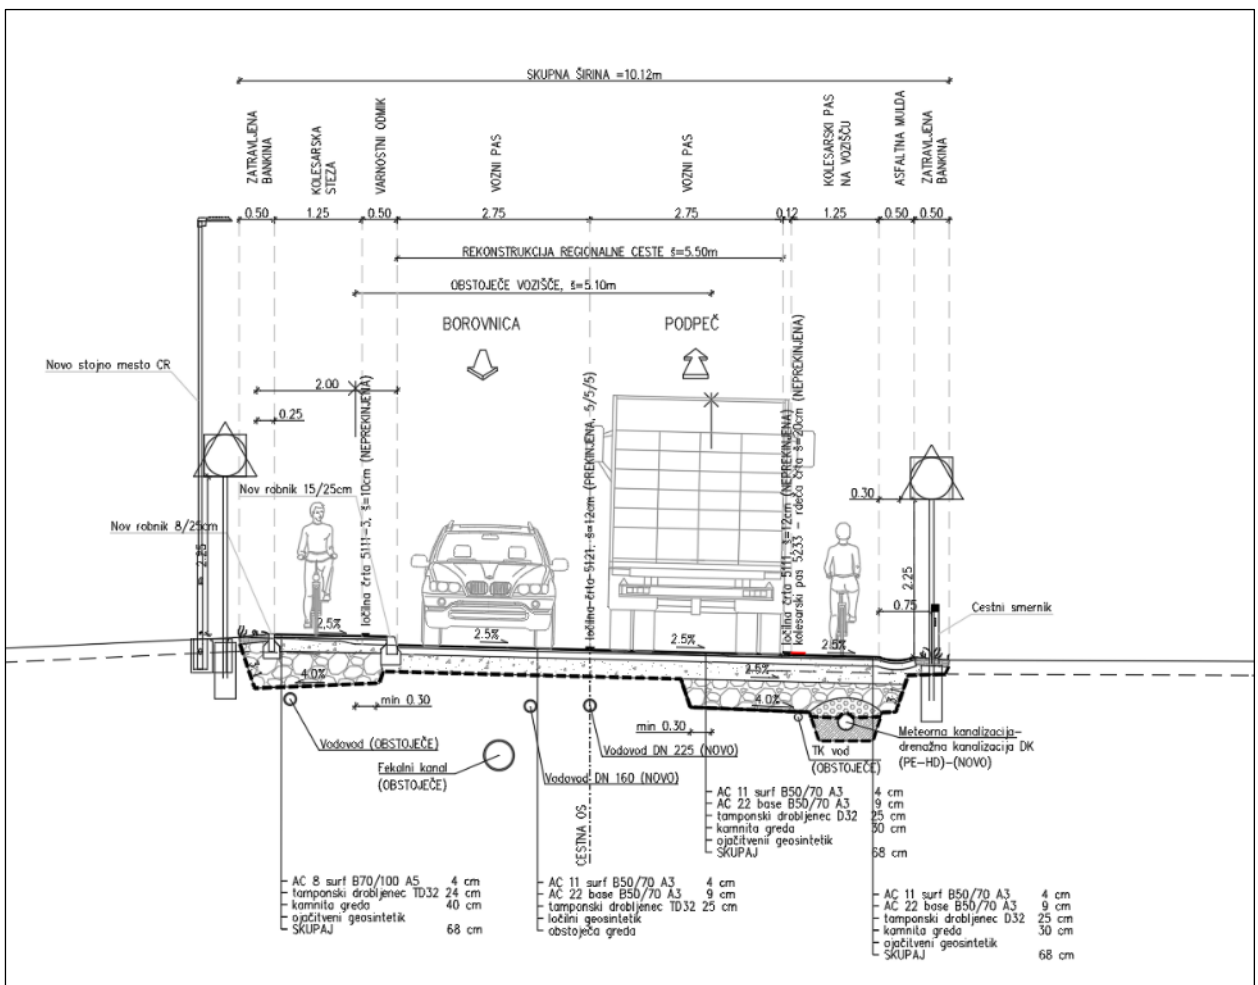 SKUPNA ŠIRINA =10.12m
ZATRAVLJENA
BANKINA
KOLESARSKA
STEZA
VARNOSTNI ODMIK
VOZNI PAS
VOZNI PAS
KOLESARSKI PAS
NA VOZIŠČU
ASFALTNA MULDA
ZATRAVLJENA
BANKINA
0.50 1.25 0.50 2.75 2.75 0.12 1.25 0.50 0.50
REKONSTRUKCIJA REGIONALNE CESTE š=5.50m
OBSTOJEČE VOZIŠČE, š=5.10m
BOROVNICA
PODPEČ
Novo stojno mesto CR
2.00
0.25
ločilna črta 5111-3, š=10cm (NEPREKINJENA)
ločilna črta 5121, š=12cm (PREKINJENA, 5/5/5)
ločilna črta 5111, š=12cm (NEPREKINJENA)
kolesarski pas 5233 - rdeča črta š=20cm (NEPREKINJENA)
Nov robnik 15/25cm
Nov robnik 8/25cm
2.25
0.30
2.25
0.75
Cestni smernik
2.5%
2.5%
2.5%
2.5%
2.5%
4.0%
4.0%
min 0.30
min 0.30
Vodovod (OBSTOJEČE)
Fekalni kanal
(OBSTOJEČE)
Vodovod DN 225 (NOVO)
Vodovod DN 160 (NOVO)
TK vod
(OBSTOJEČE)
Meteorna kanalizacija-
drenažna kanalizacija DK
(PE-HD)-(NOVO)
CESTNA OS
AC 11 surf B50/70 A3 4 cm
AC 22 base B50/70 A3 9 cm
tamponski drobljenec D32 25 cm
kamnita greda 30 cm
ojačitveni geosintetik
SKUPAJ 68 cm
AC 8 surf B70/100 A5 4 cm
tamponski drobljenec TD32 24 cm
kamnita greda 40 cm
ojačitveni geosintetik
SKUPAJ 68 cm
AC 11 surf B50/70 A3 4 cm
AC 22 base B50/70 A3 9 cm
tamponski drobljenec TD32 25 cm
ločilni geosintetik
obstoječa greda
AC 11 surf B50/70 A3 4 cm
AC 22 base B50/70 A3 9 cm
tamponski drobljenec D32 25 cm
kamnita greda 30 cm
ojačitveni geosintetik
SKUPAJ 68 cm